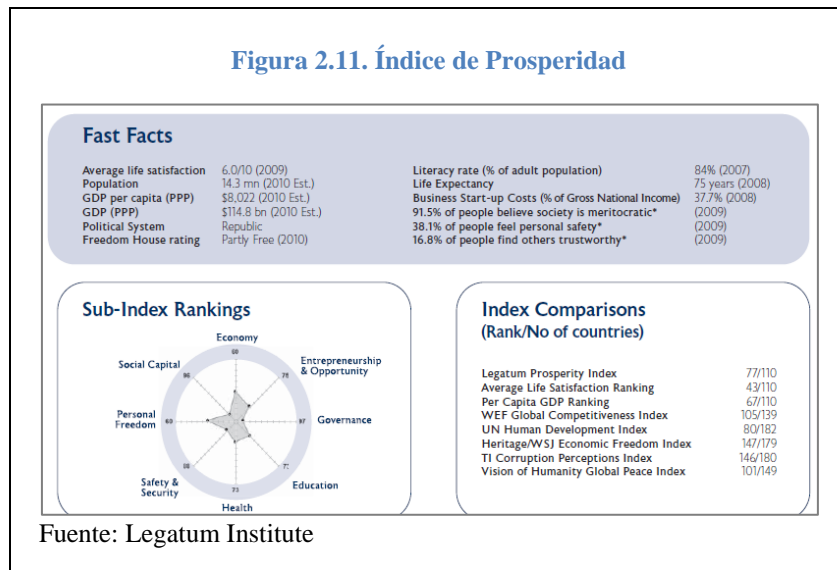 Figura 2.11. Índice de Prosperidad
Fast Facts
Average life satisfaction 6.0/10 (2009)
Population 14.3 mn (2010 Est.)
GDP per capita (PPP) $8,022 (2010 Est.)
GDP (PPP) $114.8 bn (2010 Est.)
Political System Republic
Freedom House rating Partly Free (2010)
Literacy rate (% of adult population) 84% (2007)
Life Expectancy 75 years (2008)
Business Start-up Costs (% of Gross National Income) 37.7% (2008)
91.5% of people believe society is meritocratic* (2009)
38.1% of people feel personal safety* (2009)
16.8% of people find others trustworthy* (2009)
Sub-Index Rankings
Economy
Social Capital
Entrepreneurship
& Opportunity
Personal
Freedom
Governance
97
Safety &
Security
Education
Health
Index Comparisons
(Rank/No of countries)
Legatum Prosperity Index 77/110
Average Life Satisfaction Ranking 43/110
Per Capita GDP Ranking 67/110
WEF Global Competitiveness Index 105/139
UN Human Development Index 80/182
Heritage/WSJ Economic Freedom Index 147/179
TI Corruption Perceptions Index 146/180
Vision of Humanity Global Peace Index 101/149
Fuente: Legatum Institute